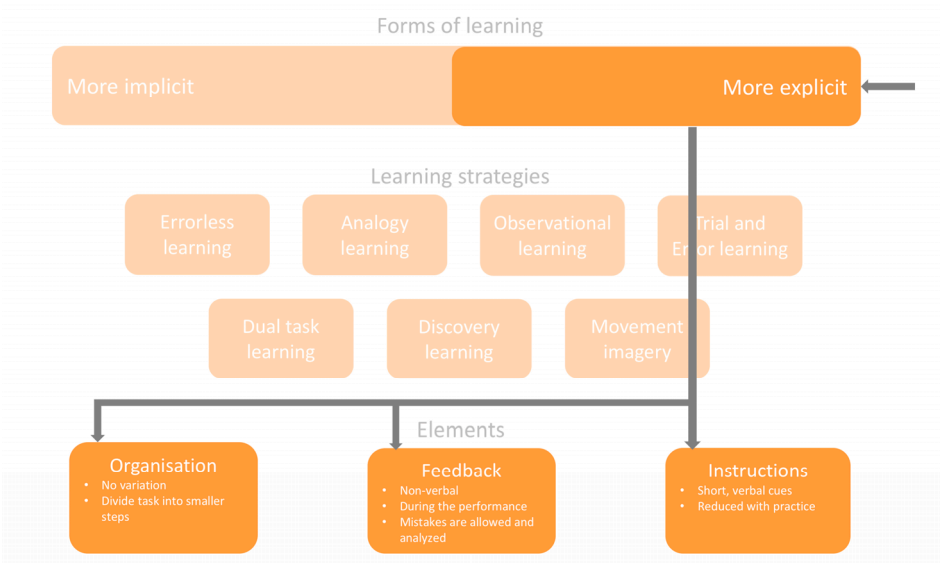 Forms of learning
More implicit
More explicit
Learning strategies
Errorless
learning
Analogy
learning
Observational
learning
Trial and
Error learning
Dual task
learning
Discovery
learning
Movement
imagery
Elements
Organisation
• No variation
• Divide task into smaller
steps
Feedback
• Non-verbal
• During the performance
• Mistakes are allowed and
analyzed
Instructions
• Short, verbal cues
• Reduced with practice